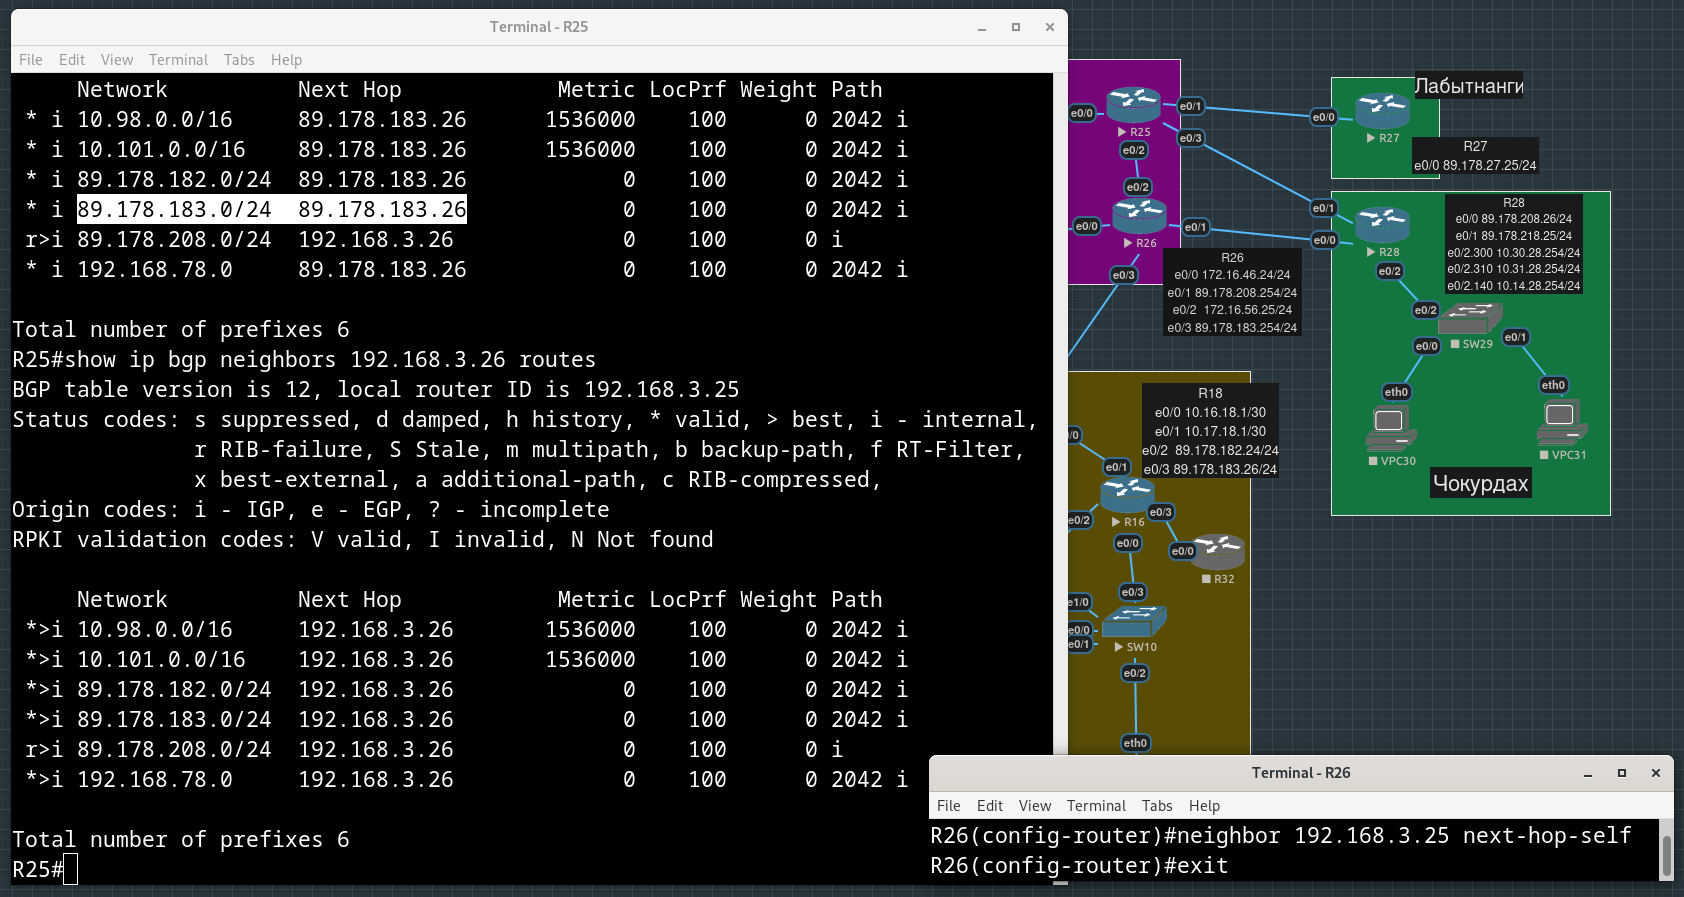 Terminal - R25
File Edit View Terminal Tabs Help
     Network          Next Hop            Metric LocPrf Weight Path
 * i 10.98.0.0/16     89.178.183.26      1536000    100      0 2042 i
 * i 10.101.0.0/16    89.178.183.26      1536000    100      0 2042 i
 * i 89.178.182.0/24  89.178.183.26            0    100      0 2042 i
 * i 89.178.183.0/24  89.178.183.26            0    100      0 2042 i
 r>i 89.178.208.0/24  192.168.3.26             0    100      0 i
 * i 192.168.78.0     89.178.183.26            0    100      0 2042 i
Total number of prefixes 6
R25#show ip bgp neighbors 192.168.3.26 routes
BGP table version is 12, local router ID is 192.168.3.25
Status codes: s suppressed, d damped, h history, * valid, > best, i - internal,
              r RIB-failure, S Stale, m multipath, b backup-path, f RT-Filter,
              x best-external, a additional-path, c RIB-compressed,
Origin codes: i - IGP, e - EGP, ? - incomplete
RPKI validation codes: V valid, I invalid, N Not found
     Network          Next Hop            Metric LocPrf Weight Path
 *>i 10.98.0.0/16     192.168.3.26       1536000    100      0 2042 i
 *>i 10.101.0.0/16    192.168.3.26       1536000    100      0 2042 i
 *>i 89.178.182.0/24  192.168.3.26             0    100      0 2042 i
 *>i 89.178.183.0/24  192.168.3.26             0    100      0 2042 i
 r>i 89.178.208.0/24  192.168.3.26             0    100      0 i
 *>i 192.168.78.0     192.168.3.26             0    100      0 2042 i
Total number of prefixes 6
R25#
e0/0
R25
e0/1
e0/3
e0/2
e0/2
e0/0
R26
e0/1
e0/3
R26
e0/0 172.16.46.24/24
e0/1 89.178.208.254/24
e0/2 172.16.56.25/24
e0/3 89.178.183.254/24
Лабытнанги
e0/0
R27
R27
e0/0 89.178.27.25/24
e0/1
e0/0
R28
e0/2
R28
e0/0 89.178.208.26/24
e0/1 89.178.218.25/24
e0/2.300 10.30.28.254/24
e0/2.310 10.31.28.254/24
e0/2.140 10.14.28.254/24
e0/2
SW29
e0/0
e0/1
eth0
eth0
VPC30
VPC31
Чокурдах
R18
e0/0 10.16.18.1/30
e0/1 10.17.18.1/30
e0/2 89.178.182.24/24
e0/3 89.178.183.26/24
/0
e0/1
e0/2
R16
e0/3
e0/0
e0/0
R32
e0/3
e1/0
e0/0
e0/1
SW10
e0/2
eth0
Terminal - R26
File Edit View Terminal Tabs Help
R26(config-router)#neighbor 192.168.3.25 next-hop-self
R26(config-router)#exit